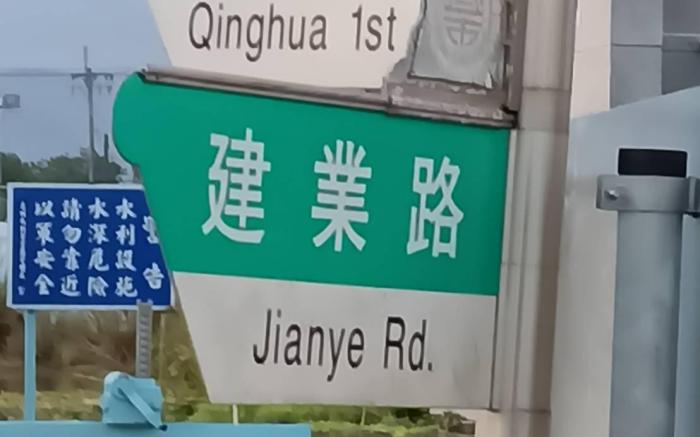 Qinghua 1st
建業路
Jianye Rd.
警告
水利設施
水深危險
請勿靠近
以策安全